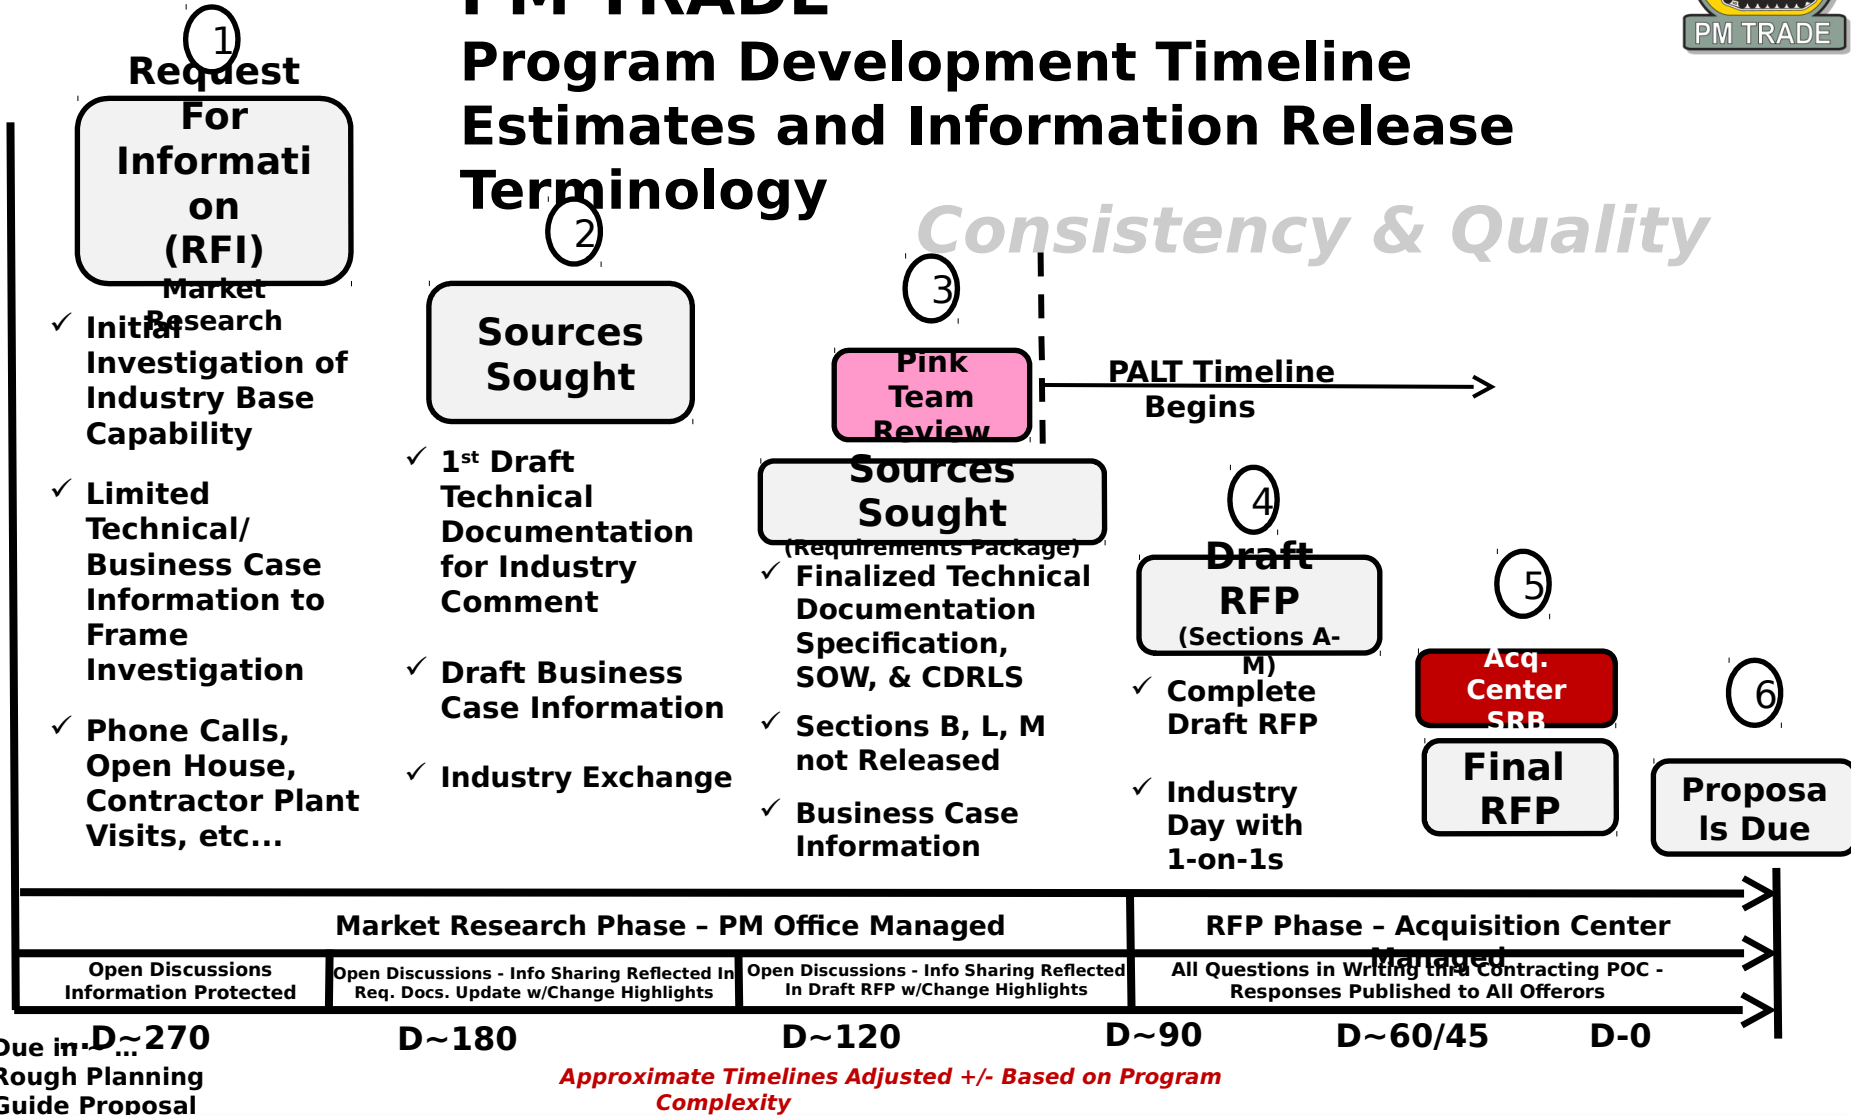 PM TRADE
Program Development Timeline
Estimates and Information Release
Terminology
PM TRADE
Consistency & Quality
1
Request
For
Informati
on
(RFI)
Market
Research
✓ Initial
Investigation of
Industry Base
Capability
✓ Limited
Technical/
Business Case
Information to
Frame
Investigation
✓ Phone Calls,
Open House,
Contractor Plant
Visits, etc...
2
Sources
Sought
✓ 1st Draft
Technical
Documentation
for Industry
Comment
✓ Draft Business
Case Information
✓ Industry Exchange
3
Pink
Team
Review
Sources
Sought
(Requirements Package)
✓ Finalized Technical
Documentation
Specification,
SOW, & CDRLS
✓ Sections B, L, M
not Released
✓ Business Case
Information
PALT Timeline
Begins
4
Draft
RFP
(Sections A-
M)
✓ Complete
Draft RFP
✓ Industry
Day with
1-on-1s
5
Acq.
Center
SRB
Final
RFP
6
Proposa
ls Due
Market Research Phase – PM Office Managed
RFP Phase – Acquisition Center
Managed
Open Discussions
Information Protected
Open Discussions - Info Sharing Reflected In
Req. Docs. Update w/Change Highlights
Open Discussions - Info Sharing Reflected
In Draft RFP w/Change Highlights
All Questions in Writing thru Contracting POC -
Responses Published to All Offerors
...D~270
D~180
D~120
D~90
D~60/45
D-0
Due in ~ ...
Rough Planning
Guide Proposal
Approximate Timelines Adjusted +/- Based on Program
Complexity